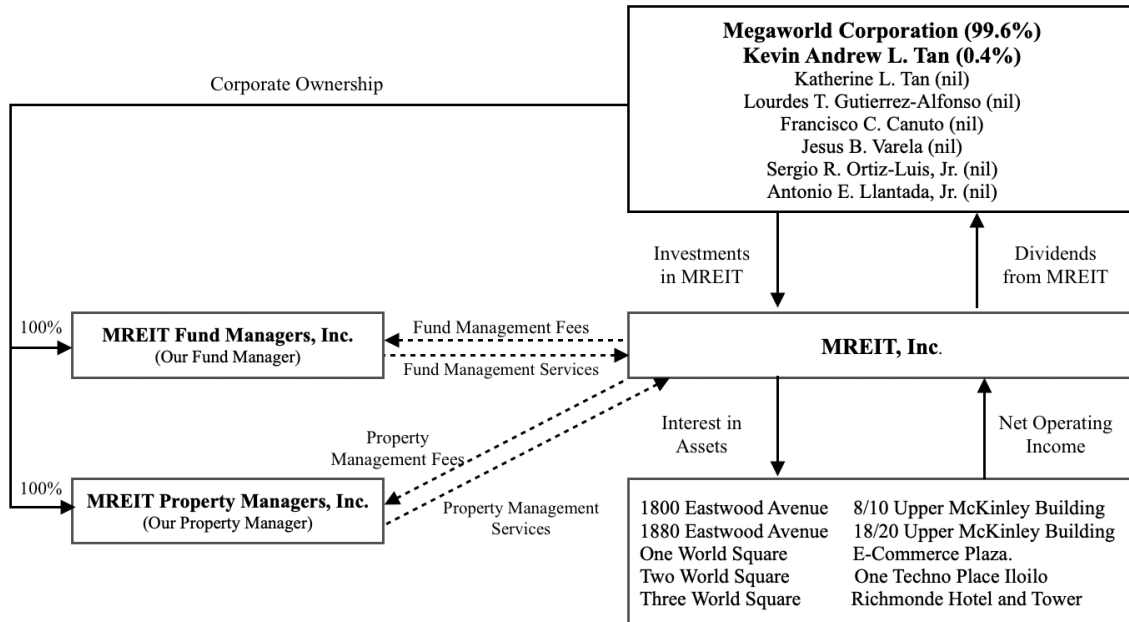 Megaworld Corporation (99.6%)
Kevin Andrew L. Tan (0.4%)
Katherine L. Tan (nil)
Lourdes T. Gutierrez-Alfonso (nil)
Francisco C. Canuto (nil)
Jesus B. Varela (nil)
Sergio R. Ortiz-Luis, Jr. (nil)
Antonio E. Llantada, Jr. (nil)
Corporate Ownership
Investments
in MREIT
Dividends
from MREIT
100%
MREIT Fund Managers, Inc.
(Our Fund Manager)
Fund Management Fees
Fund Management Services
MREIT, Inc.
Property
Management Fees
Interest in
Assets
Net Operating
Income
100%
MREIT Property Managers, Inc.
(Our Property Manager)
Property Management
Services
1800 Eastwood Avenue 8/10 Upper McKinley Building
1880 Eastwood Avenue 18/20 Upper McKinley Building
One World Square E-Commerce Plaza.
Two World Square One Techno Place Iloilo
Three World Square Richmonde Hotel and Tower